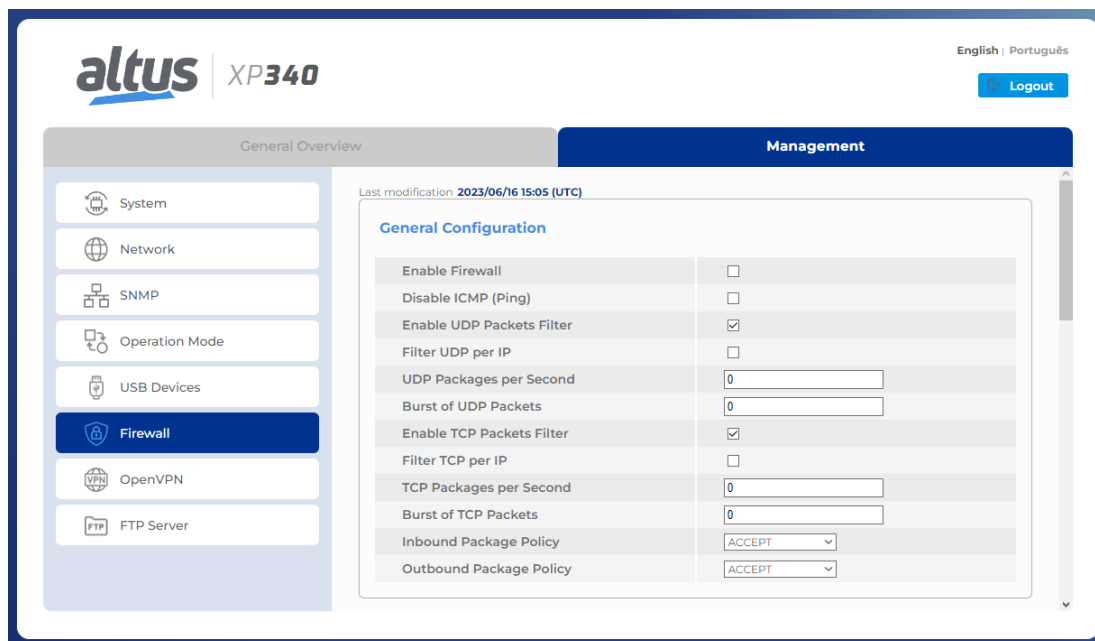 altus XP340
English | Português
Logout
General Overview
Management
System
Network
SNMP
Operation Mode
USB Devices
Firewall
VPN
OpenVPN
FTP
FTP Server
Last modification 2023/06/16 15:05 (UTC)
General Configuration
Enable Firewall
Disable ICMP (Ping)
Enable UDP Packets Filter
Filter UDP per IP
UDP Packages per Second 0
Burst of UDP Packets 0
Enable TCP Packets Filter
Filter TCP per IP
TCP Packages per Second 0
Burst of TCP Packets 0
Inbound Package Policy ACCEPT
Outbound Package Policy ACCEPT